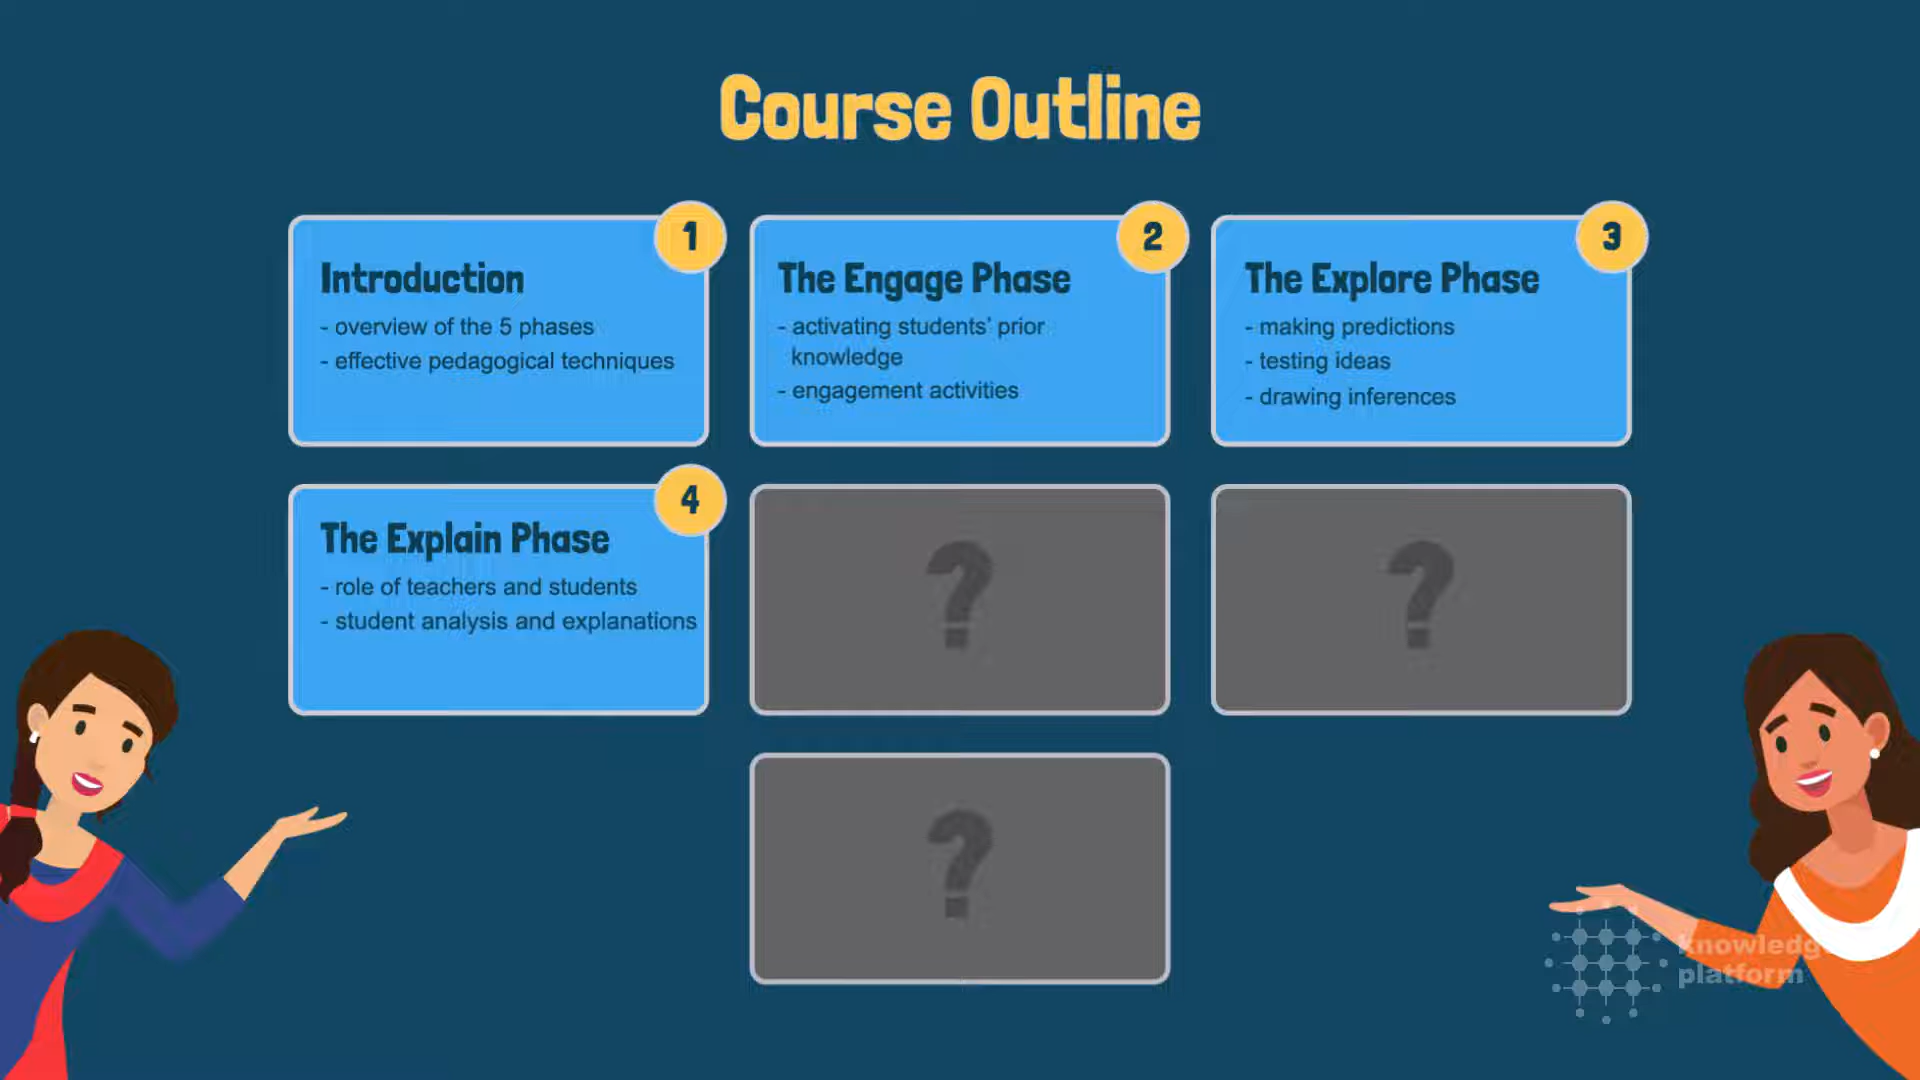 Course Outline
1
Introduction
- overview of the 5 phases
- effective pedagogical techniques
2
The Engage Phase
- activating students' prior
knowledge
- engagement activities
3
The Explore Phase
- making predictions
- testing ideas
- drawing inferences
4
The Explain Phase
- role of teachers and students
- student analysis and explanations
?
?
?
knowledge
platform